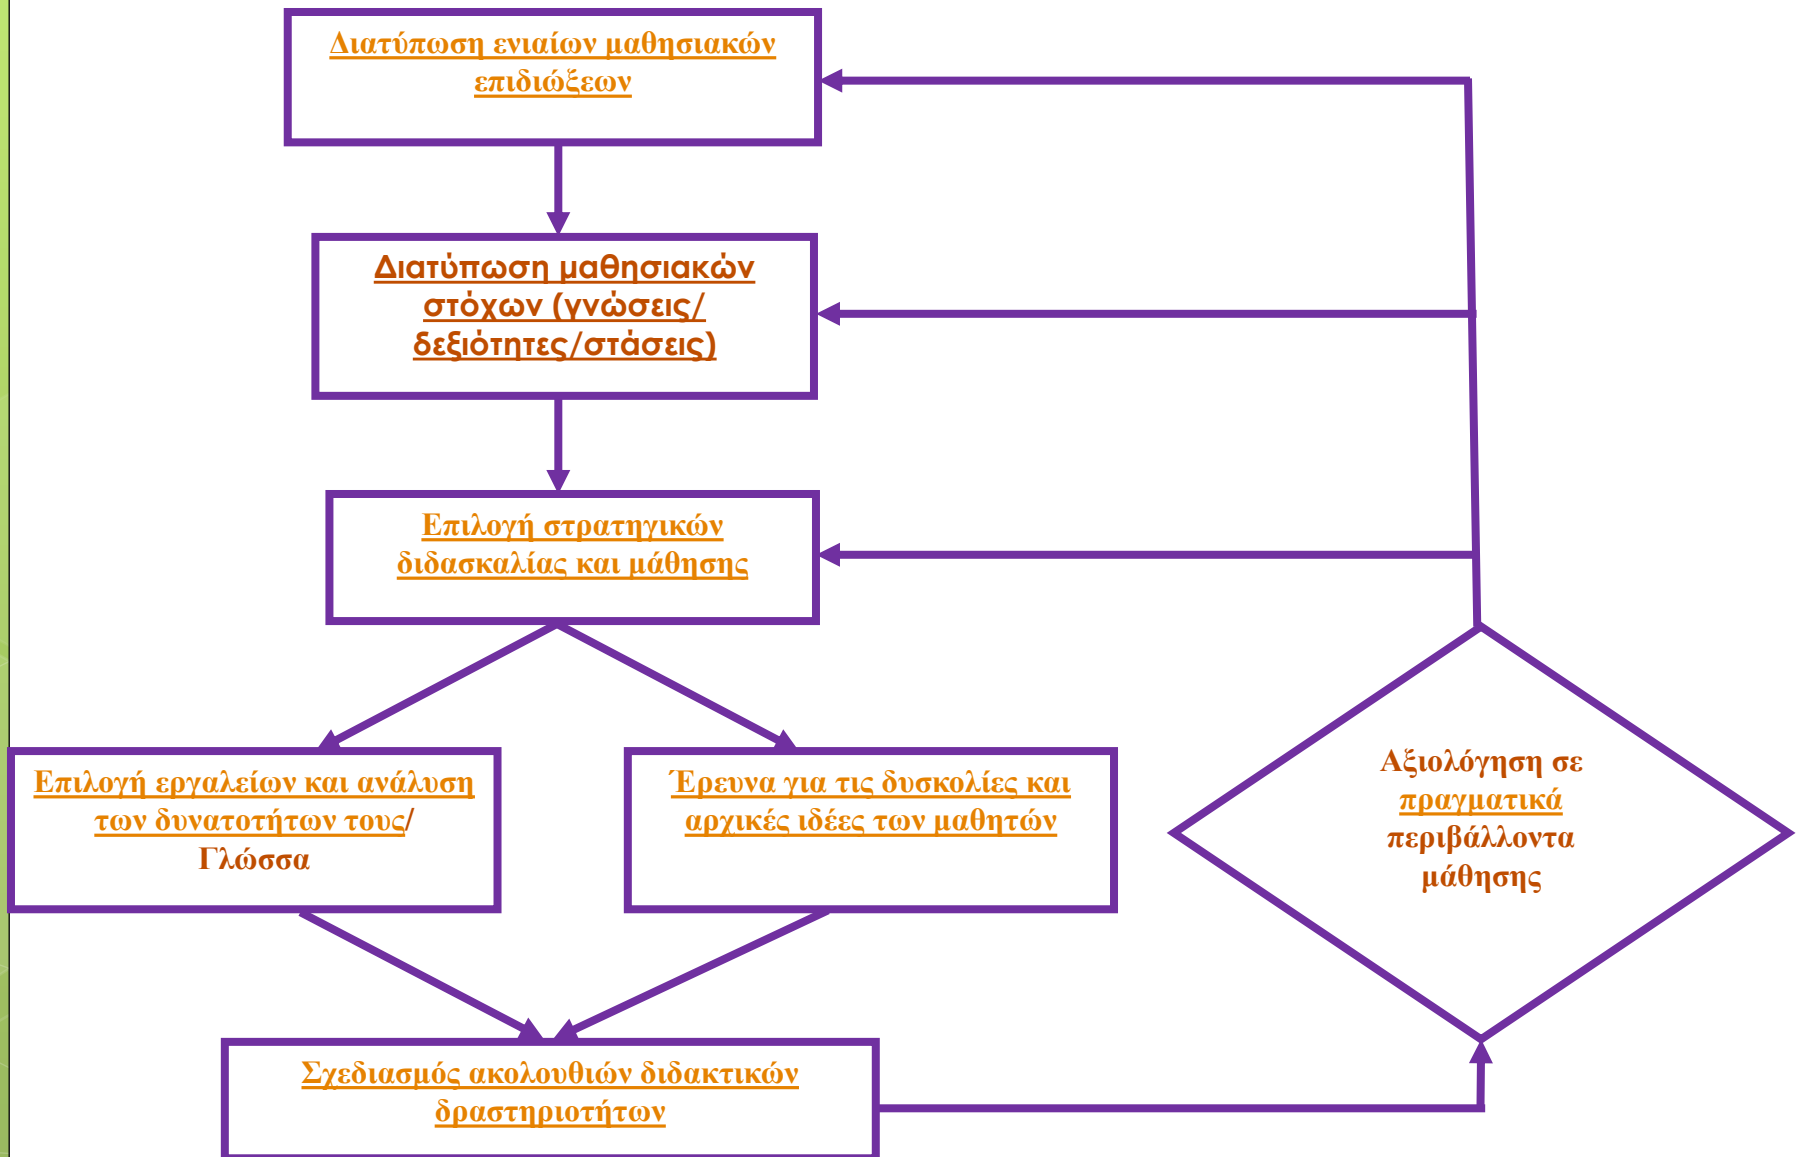 Διατύπωση ενιαίων μαθησιακών
επιδιώξεων
Διατύπωση μαθησιακών
στόχων (γνώσεις/
δεξιότητες/στάσεις)
Επιλογή στρατηγικών
διδασκαλίας και μάθησης
Επιλογή εργαλείων και ανάλυση
των δυνατοτήτων τους/
Γλώσσα
Έρευνα για τις δυσκολίες και
αρχικές ιδέες των μαθητών
Αξιολόγηση σε
πραγματικά
περιβάλλοντα
μάθησης
Σχεδιασμός ακολουθιών διδακτικών
δραστηριοτήτων